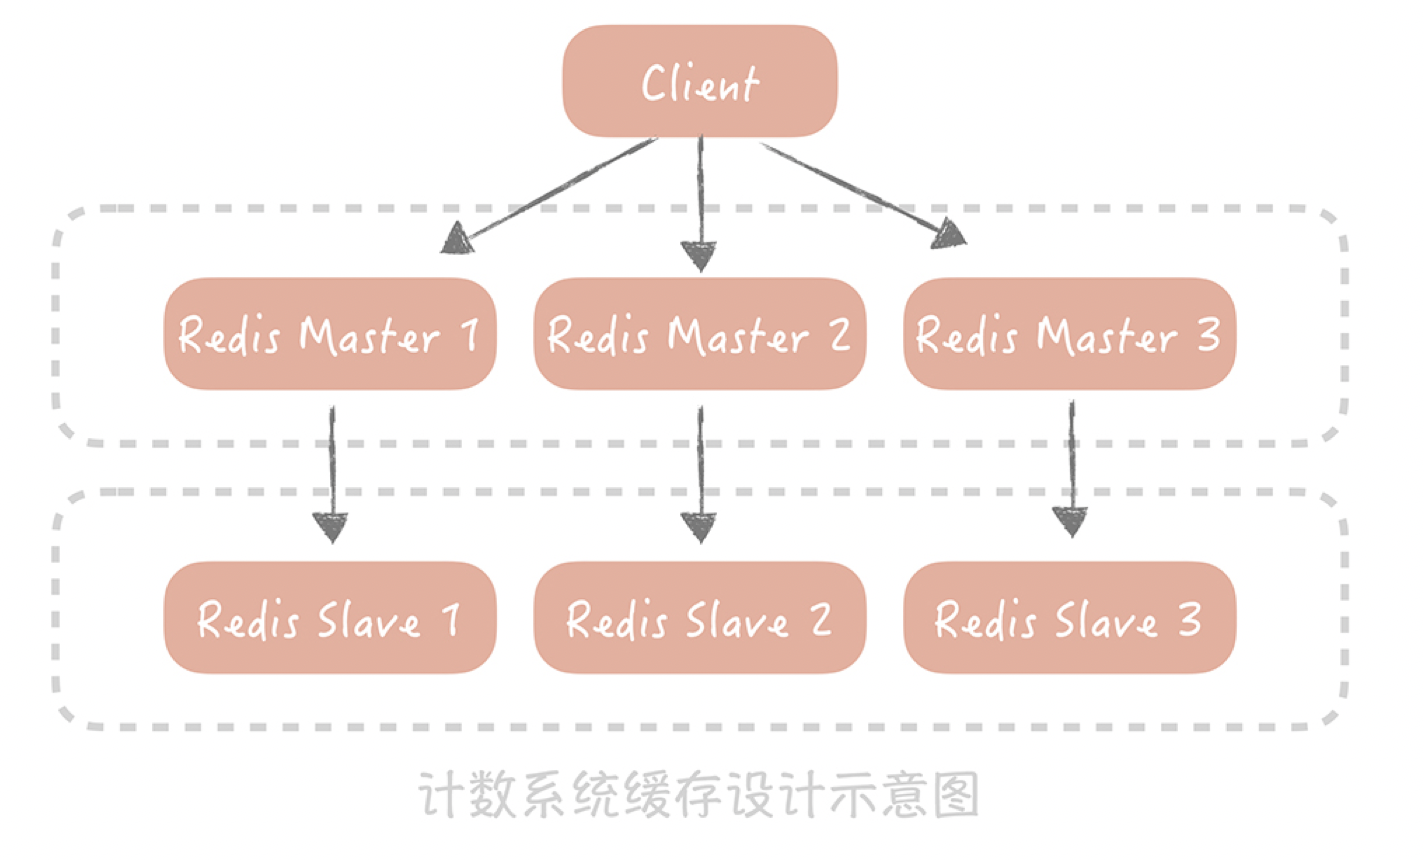 Client
Redis Master 1
Redis Master 2
Redis Master 3
Redis Slave 1
Redis Slave 2
Redis Slave 3
计数系统缓存设计示意图